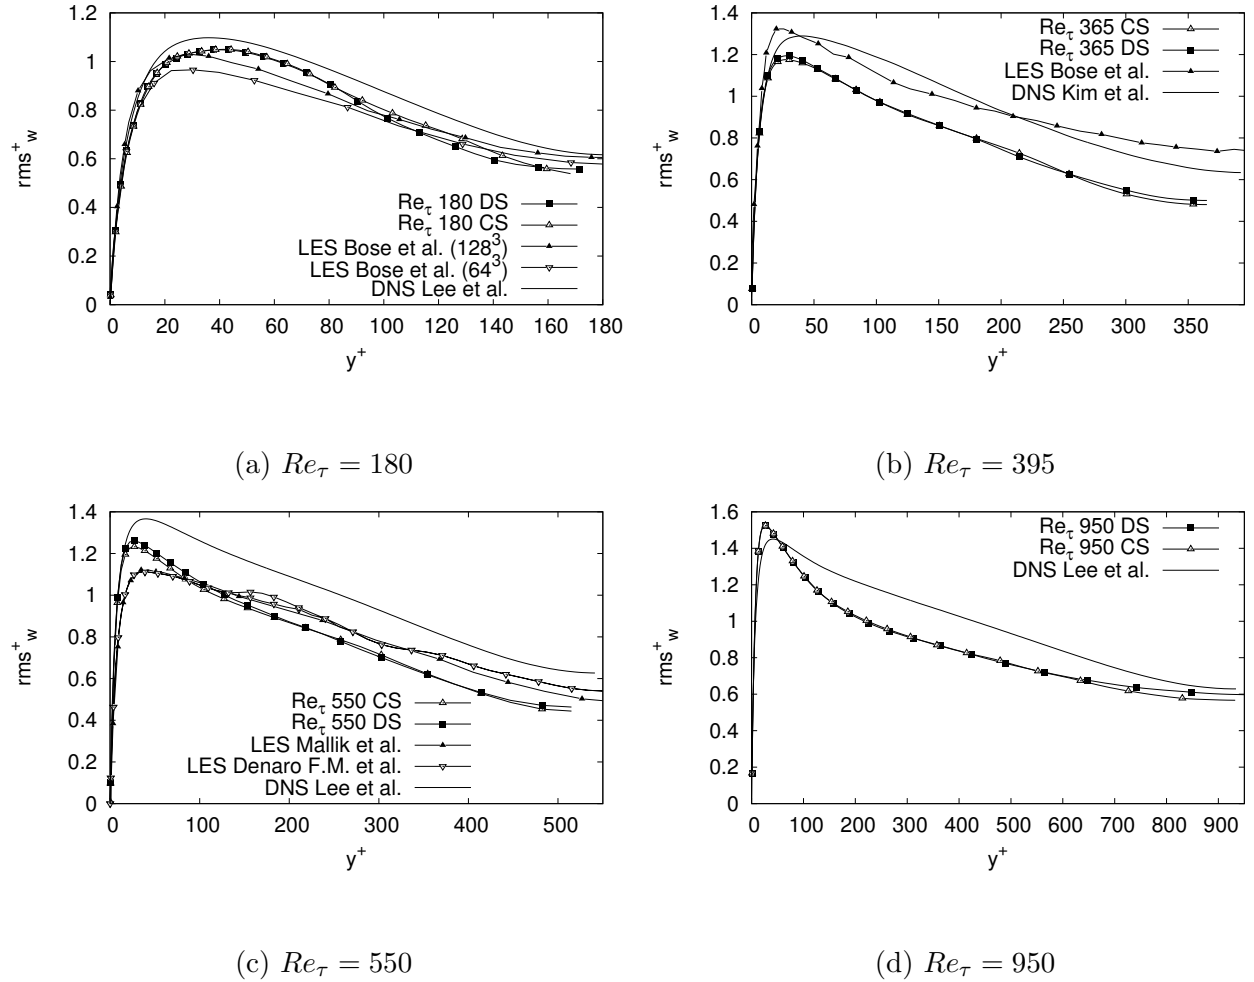 1.2
1
0.8
0.6
0.4
0.2
0
rms⁺w
0 20 40 60 80 100 120 140 160 180
y⁺
Reτ 180 DS
Reτ 180 CS
LES Bose et al. (128³)
LES Bose et al. (64³)
DNS Lee et al.
(a) Reτ = 180
1.4
1.2
1
0.8
0.6
0.4
0.2
0
rms⁺w
0 50 100 150 200 250 300 350
y⁺
Reτ 365 CS
Reτ 365 DS
LES Bose et al.
DNS Kim et al.
(b) Reτ = 395
1.4
1.2
1
0.8
0.6
0.4
0.2
0
rms⁺w
0 100 200 300 400 500
y⁺
Reτ 550 CS
Reτ 550 DS
LES Mallik et al.
LES Denaro F.M. et al.
DNS Lee et al.
(c) Reτ = 550
1.6
1.4
1.2
1
0.8
0.6
0.4
0.2
0
rms⁺w
0 100 200 300 400 500 600 700 800 900
y⁺
Reτ 950 DS
Reτ 950 CS
DNS Lee et al.
(d) Reτ = 950